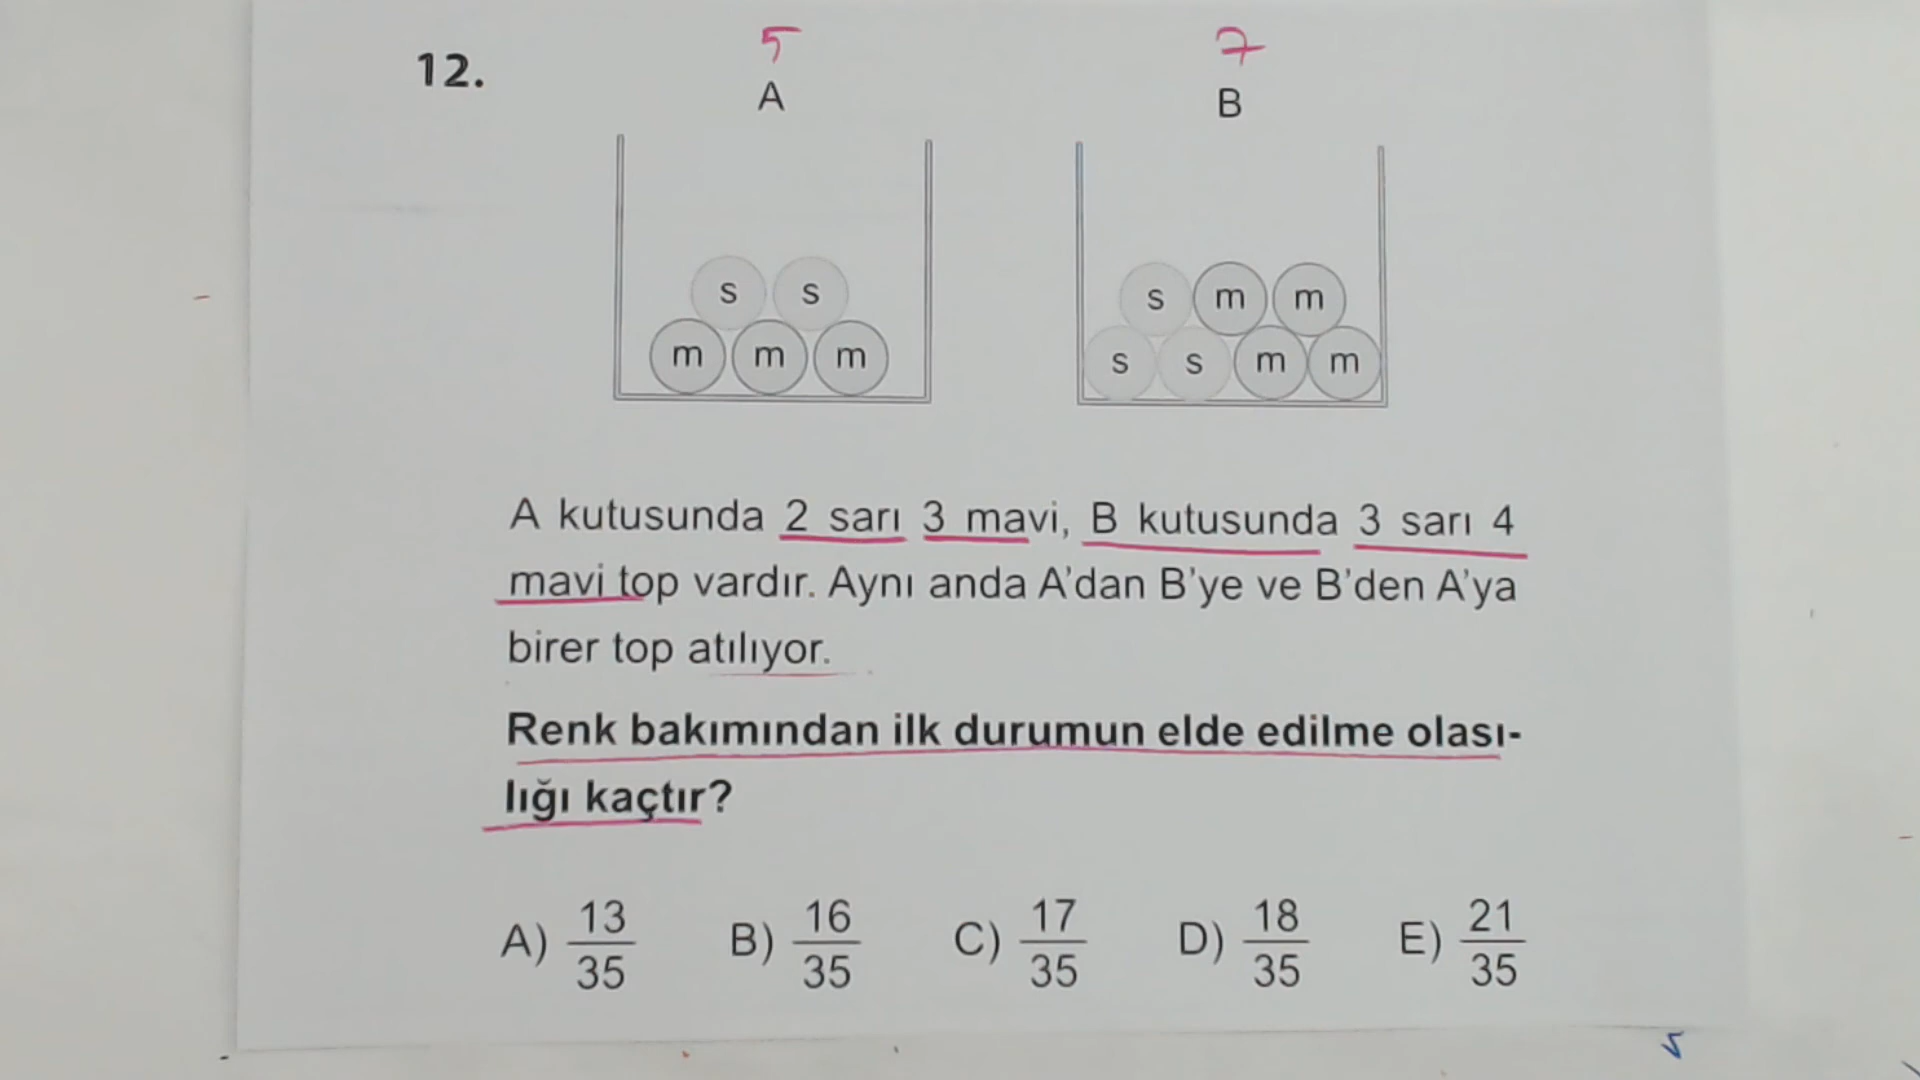 5 7
12.
A B
s s s m m
m m m s s m m
A kutusunda 2 sarı 3 mavi, B kutusunda 3 sarı 4
mavi top vardır. Aynı anda A'dan B'ye ve B'den A'ya
birer top atılıyor.
Renk bakımından ilk durumun elde edilme olası-
lığı kaçtır?
A) 13/35 B) 16/35 C) 17/35 D) 18/35 E) 21/35